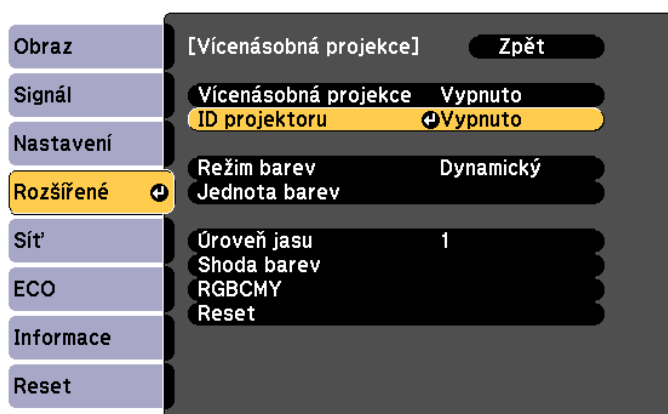 Obraz
Signál
Nastavení
Rozšířené
Síť
ECO
Informace
Reset
[Vícenásobná projekce] Zpět
Vícenásobná projekce Vypnuto
ID projektoru Vypnuto
Režim barev Dynamický
Jednota barev
Úroveň jasu 1
Shoda barev
RGBCMY
Reset